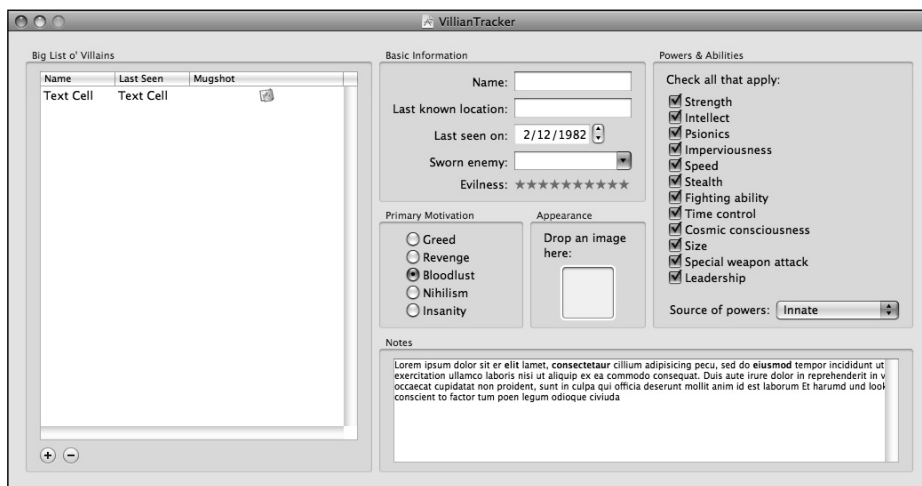 VillianTracker
Big List o' Villains
Name Last Seen Mugshot
Text Cell Text Cell
Basic Information
Name:
Last known location:
Last seen on: 2/12/1982
Sworn enemy:
Evilness: ★★★★★★★★★★
Primary Motivation
Greed
Revenge
Bloodlust
Nihilism
Insanity
Appearance
Drop an image
here:
Powers & Abilities
Check all that apply:
Strength
Intellect
Psionics
Imperviousness
Speed
Stealth
Fighting ability
Time control
Cosmic consciousness
Size
Special weapon attack
Leadership
Source of powers: Innate
Notes
Lorem ipsum dolor sit er elit lamet, consectetaur cillium adipisicing pecu, sed do eiusmod tempor incididunt ut
exercitation ullamco laboris nisi ut aliquip ex ea commodo consequat. Duis aute irure dolor in reprehenderit in v
occaecat cupidatat non proident, sunt in culpa qui officia deserunt mollit anim id est laborum Et harumd und look
conscient to factor tum poen legum odioque civiuda